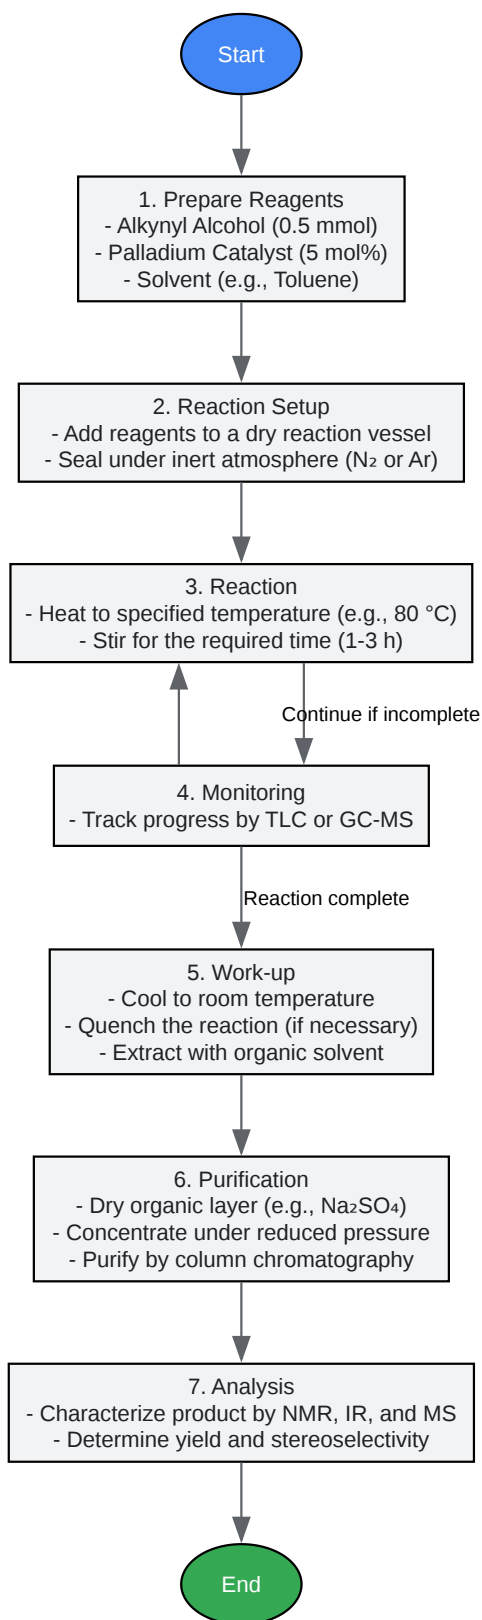 Start
1. Prepare Reagents
- Alkynyl Alcohol (0.5 mmol)
- Palladium Catalyst (5 mol%)
- Solvent (e.g., Toluene)
2. Reaction Setup
- Add reagents to a dry reaction vessel
- Seal under inert atmosphere (N₂ or Ar)
3. Reaction
- Heat to specified temperature (e.g., 80 °C)
- Stir for the required time (1-3 h)
Continue if incomplete
4. Monitoring
- Track progress by TLC or GC-MS
Reaction complete
5. Work-up
- Cool to room temperature
- Quench the reaction (if necessary)
- Extract with organic solvent
6. Purification
- Dry organic layer (e.g., Na₂SO₄)
- Concentrate under reduced pressure
- Purify by column chromatography
7. Analysis
- Characterize product by NMR, IR, and MS
- Determine yield and stereoselectivity
End